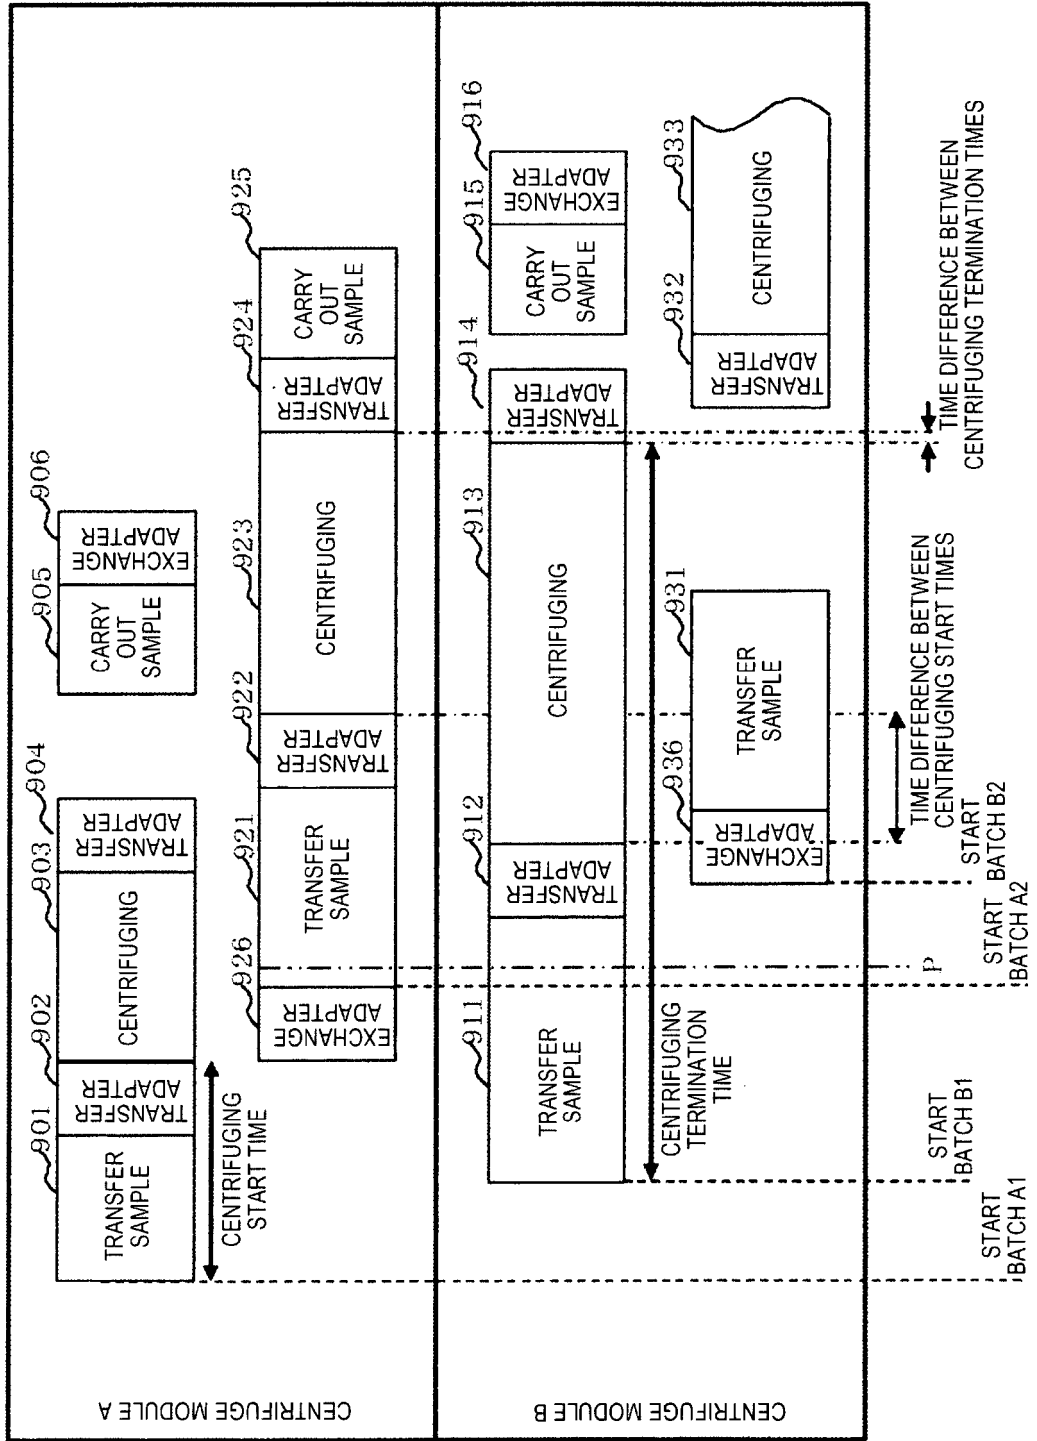 CENTRIFUGE MODULE A
901
TRANSFER
SAMPLE
902
TRANSFER
ADAPTER
903
CENTRIFUGING
904
TRANSFER
ADAPTER
905
CARRY
OUT
SAMPLE
906
EXCHANGE
ADAPTER
CENTRIFUGING
START TIME
926
EXCHANGE
ADAPTER
921
TRANSFER
SAMPLE
922
TRANSFER
ADAPTER
923
CENTRIFUGING
924
TRANSFER
ADAPTER
925
CARRY
OUT
SAMPLE
CENTRIFUGE MODULE B
911
TRANSFER
SAMPLE
912
TRANSFER
ADAPTER
913
CENTRIFUGING
914
TRANSFER
ADAPTER
915
CARRY
OUT
SAMPLE
916
EXCHANGE
ADAPTER
CENTRIFUGING
TERMINATION
TIME
936
EXCHANGE
ADAPTER
931
TRANSFER
SAMPLE
932
TRANSFER
ADAPTER
933
CENTRIFUGING
START
BATCH A1
START
BATCH B1
P
START
BATCH A2
START
BATCH B2
TIME DIFFERENCE BETWEEN
CENTRIFUGING START TIMES
TIME DIFFERENCE BETWEEN
CENTRIFUGING TERMINATION TIMES